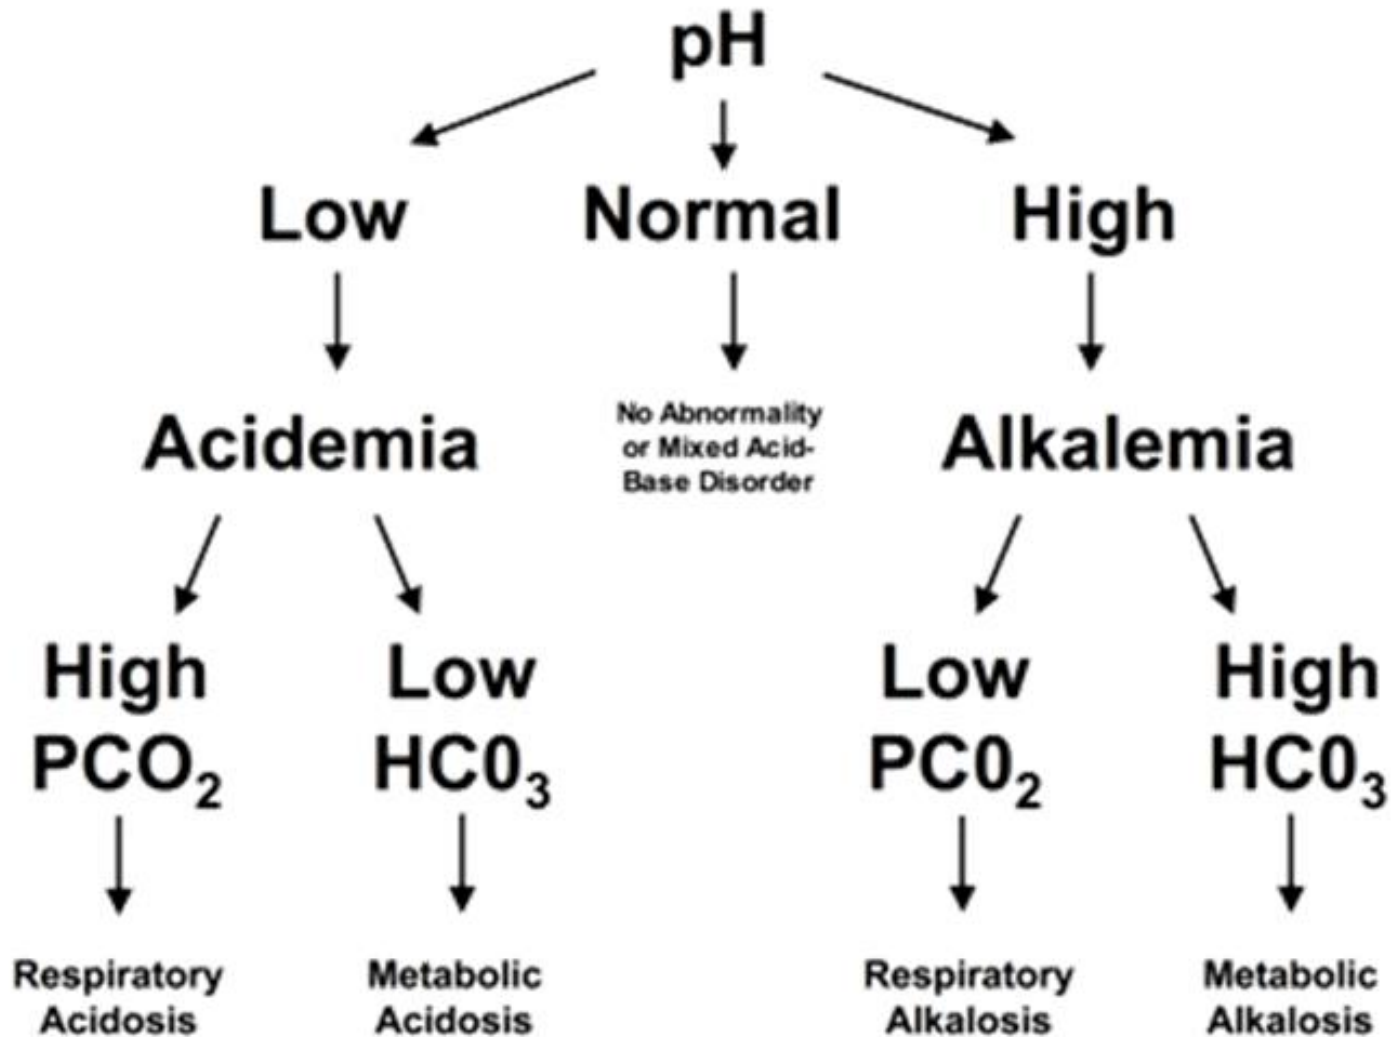 pH
Low Normal High
Acidemia
No Abnormality
or Mixed Acid-
Base Disorder
Alkalemia
High
PCO₂
Low
HC0₃
Low
PC0₂
High
HC0₃
Respiratory
Acidosis
Metabolic
Acidosis
Respiratory
Alkalosis
Metabolic
Alkalosis